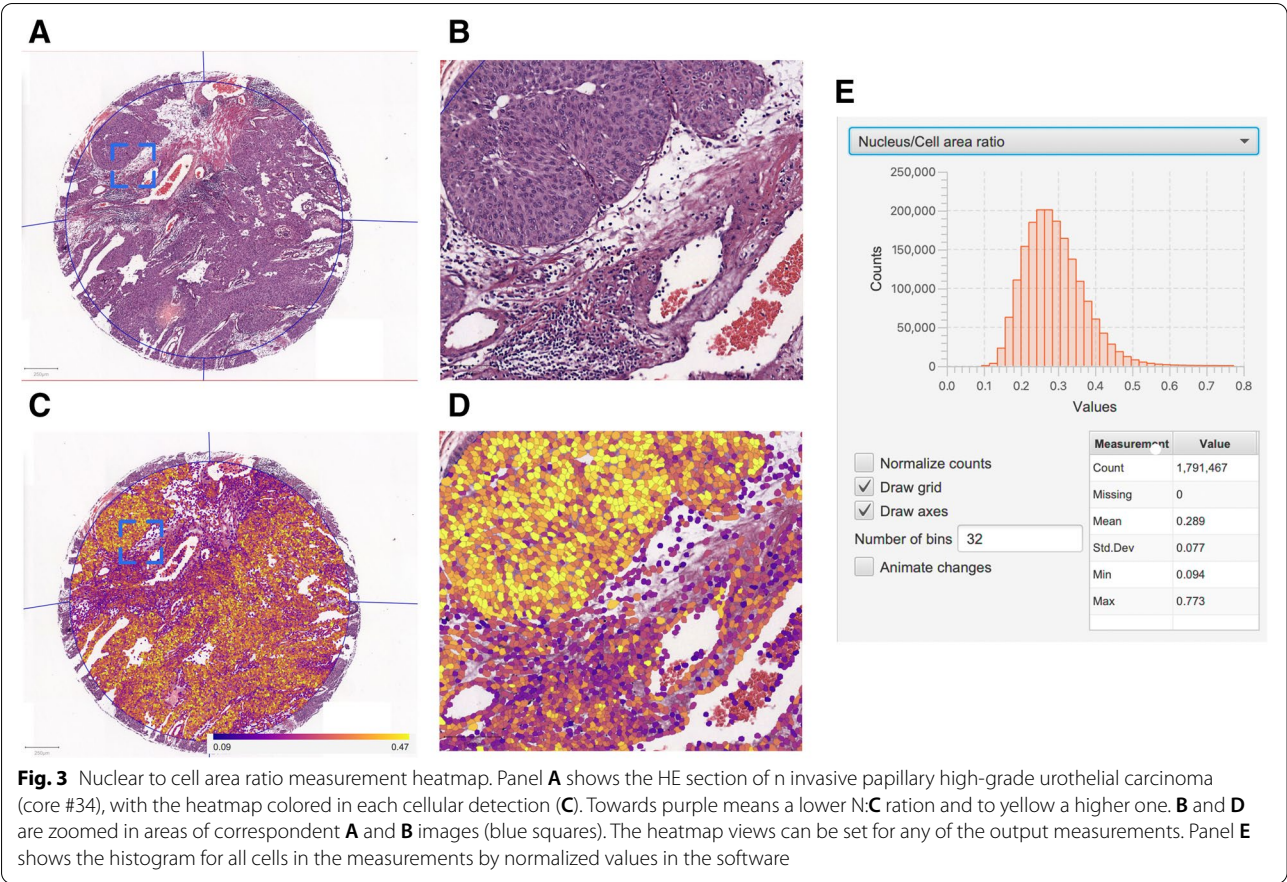 A
B
200µm
C
D
0.09
0.47
250µm
E
Nucleus/Cell area ratio
250,000
200,000
150,000
100,000
50,000
0
Counts
0.0 0.1 0.2 0.3 0.4 0.5 0.6 0.7 0.8
Values
Normalize counts
Draw grid
Draw axes
Number of bins 32
Animate changes
Measurement Value
Count 1,791,467
Missing 0
Mean 0.289
Std.Dev 0.077
Min 0.094
Max 0.773
Fig. 3 Nuclear to cell area ratio measurement heatmap. Panel A shows the HE section of n invasive papillary high-grade urothelial carcinoma
(core #34), with the heatmap colored in each cellular detection (C). Towards purple means a lower N:C ration and to yellow a higher one. B and D
are zoomed in areas of correspondent A and B images (blue squares). The heatmap views can be set for any of the output measurements. Panel E
shows the histogram for all cells in the measurements by normalized values in the software